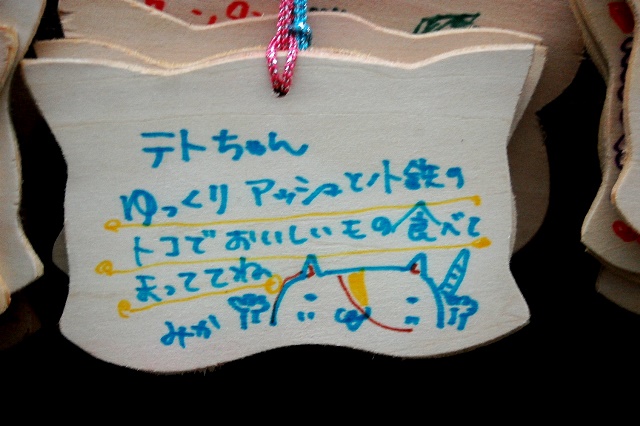 テトちゃん
ゆっくり アッシュと小鉄の
トコでおいしいもの食べて
まっててね
みか